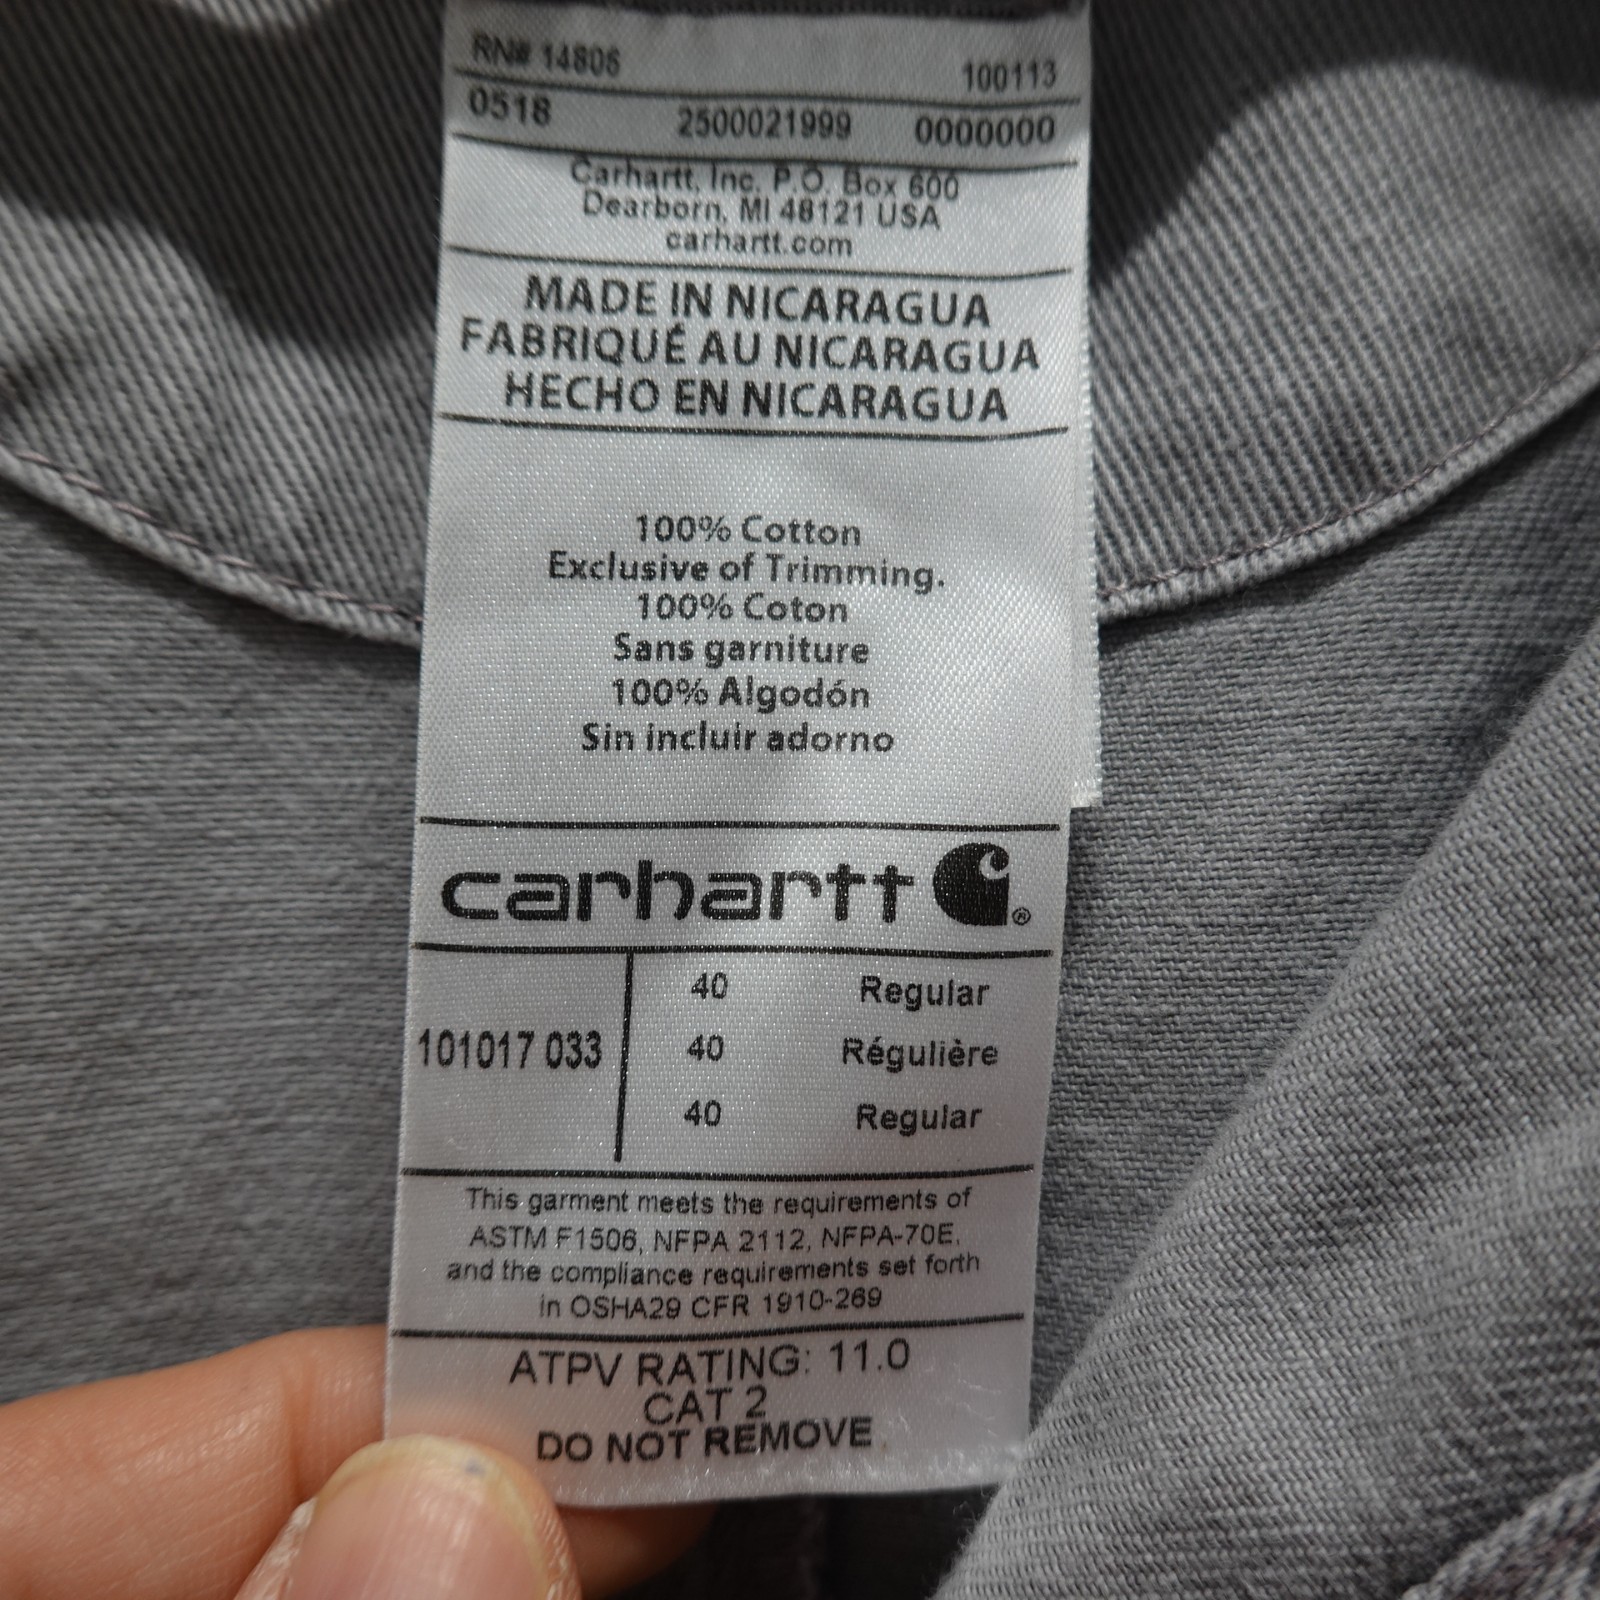 RN# 14806 100113
0518 2500021999 0000000
Carhartt, Inc. P.O. Box 600
Dearborn, MI 48121 USA
carhartt.com
MADE IN NICARAGUA
FABRIQUÉ AU NICARAGUA
HECHO EN NICARAGUA
100% Cotton
Exclusive of Trimming.
100% Coton
Sans garniture
100% Algodón
Sin incluir adorno
carhartt ®
40 Regular
101017 033 40 Régulière
40 Regular
This garment meets the requirements of
ASTM F1506, NFPA 2112, NFPA-70E,
and the compliance requirements set forth
in OSHA29 CFR 1910-269
ATPV RATING: 11.0
CAT 2
DO NOT REMOVE